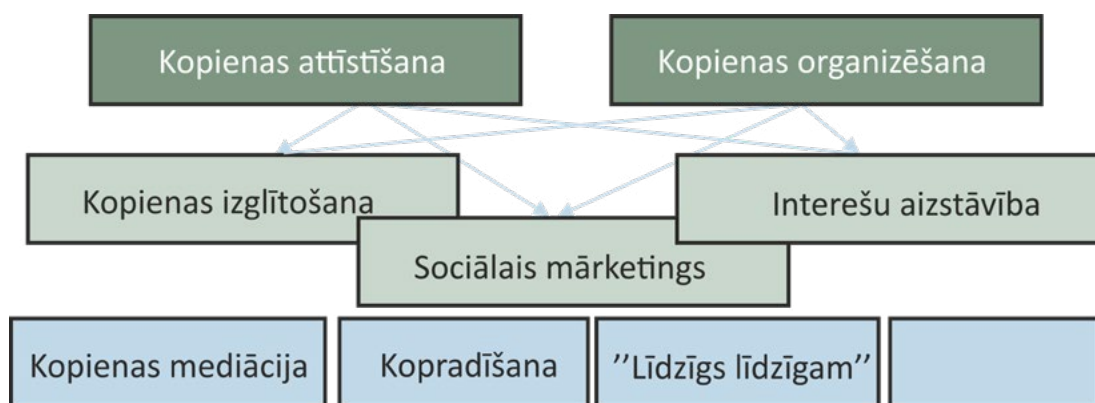 Kopienas attīstīšana
Kopienas organizēšana
Kopienas izglītošana
Interešu aizstāvība
Sociālais mārketings
Kopienas mediācija
Kopradīšana
’’Līdzīgs līdzīgam’’